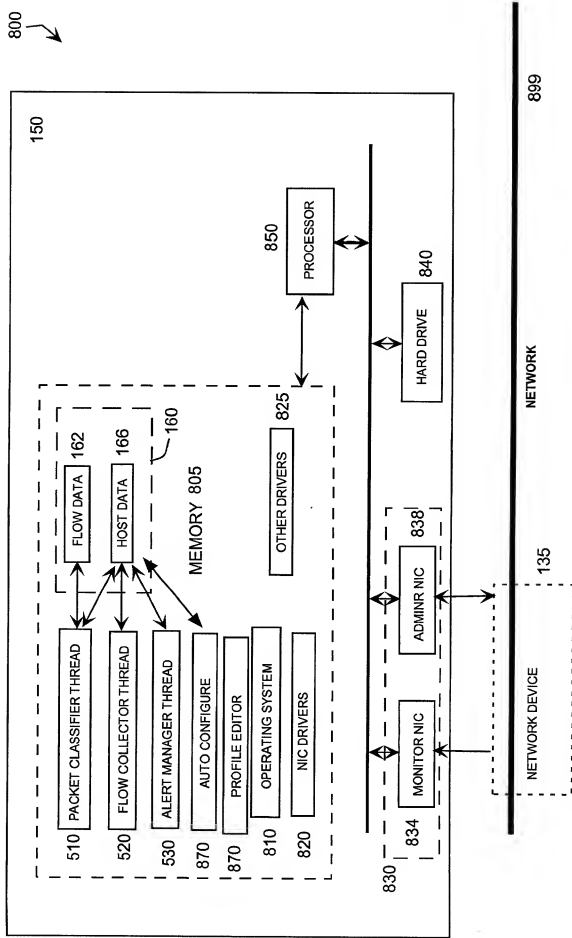 800
150
FLOW DATA 162
HOST DATA 166
160
MEMORY 805
OTHER DRIVERS 825
510 PACKET CLASSIFIER THREAD
520 FLOW COLLECTOR THREAD
530 ALERT MANAGER THREAD
870 AUTO CONFIGURE
870 PROFILE EDITOR
810 OPERATING SYSTEM
820 NIC DRIVERS
850
PROCESSOR
840
HARD DRIVE
830
834 MONITOR NIC
ADMINR NIC 838
NETWORK DEVICE 135
NETWORK
899